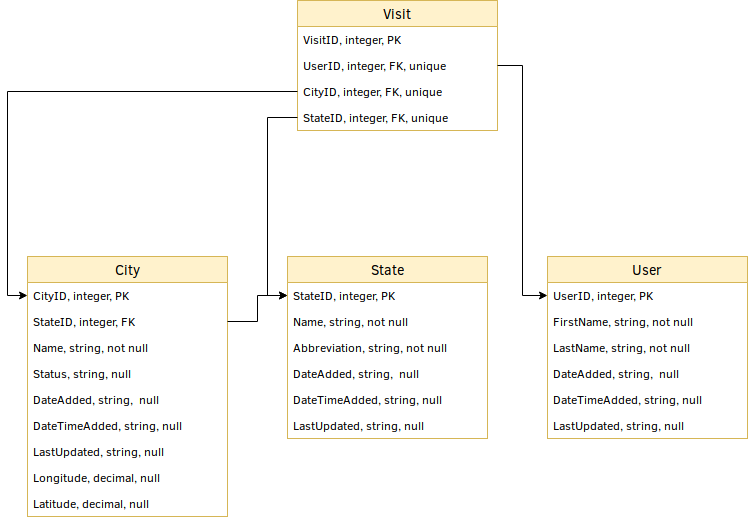 Visit
VisitID, integer, PK
UserID, integer, FK, unique
CityID, integer, FK, unique
StateID, integer, FK, unique
City
CityID, integer, PK
StateID, integer, FK
Name, string, not null
Status, string, null
DateAdded, string,  null
DateTimeAdded, string, null
LastUpdated, string, null
Longitude, decimal, null
Latitude, decimal, null
State
StateID, integer, PK
Name, string, not null
Abbreviation, string, not null
DateAdded, string,  null
DateTimeAdded, string, null
LastUpdated, string, null
User
UserID, integer, PK
FirstName, string, not null
LastName, string, not null
DateAdded, string,  null
DateTimeAdded, string, null
LastUpdated, string, null